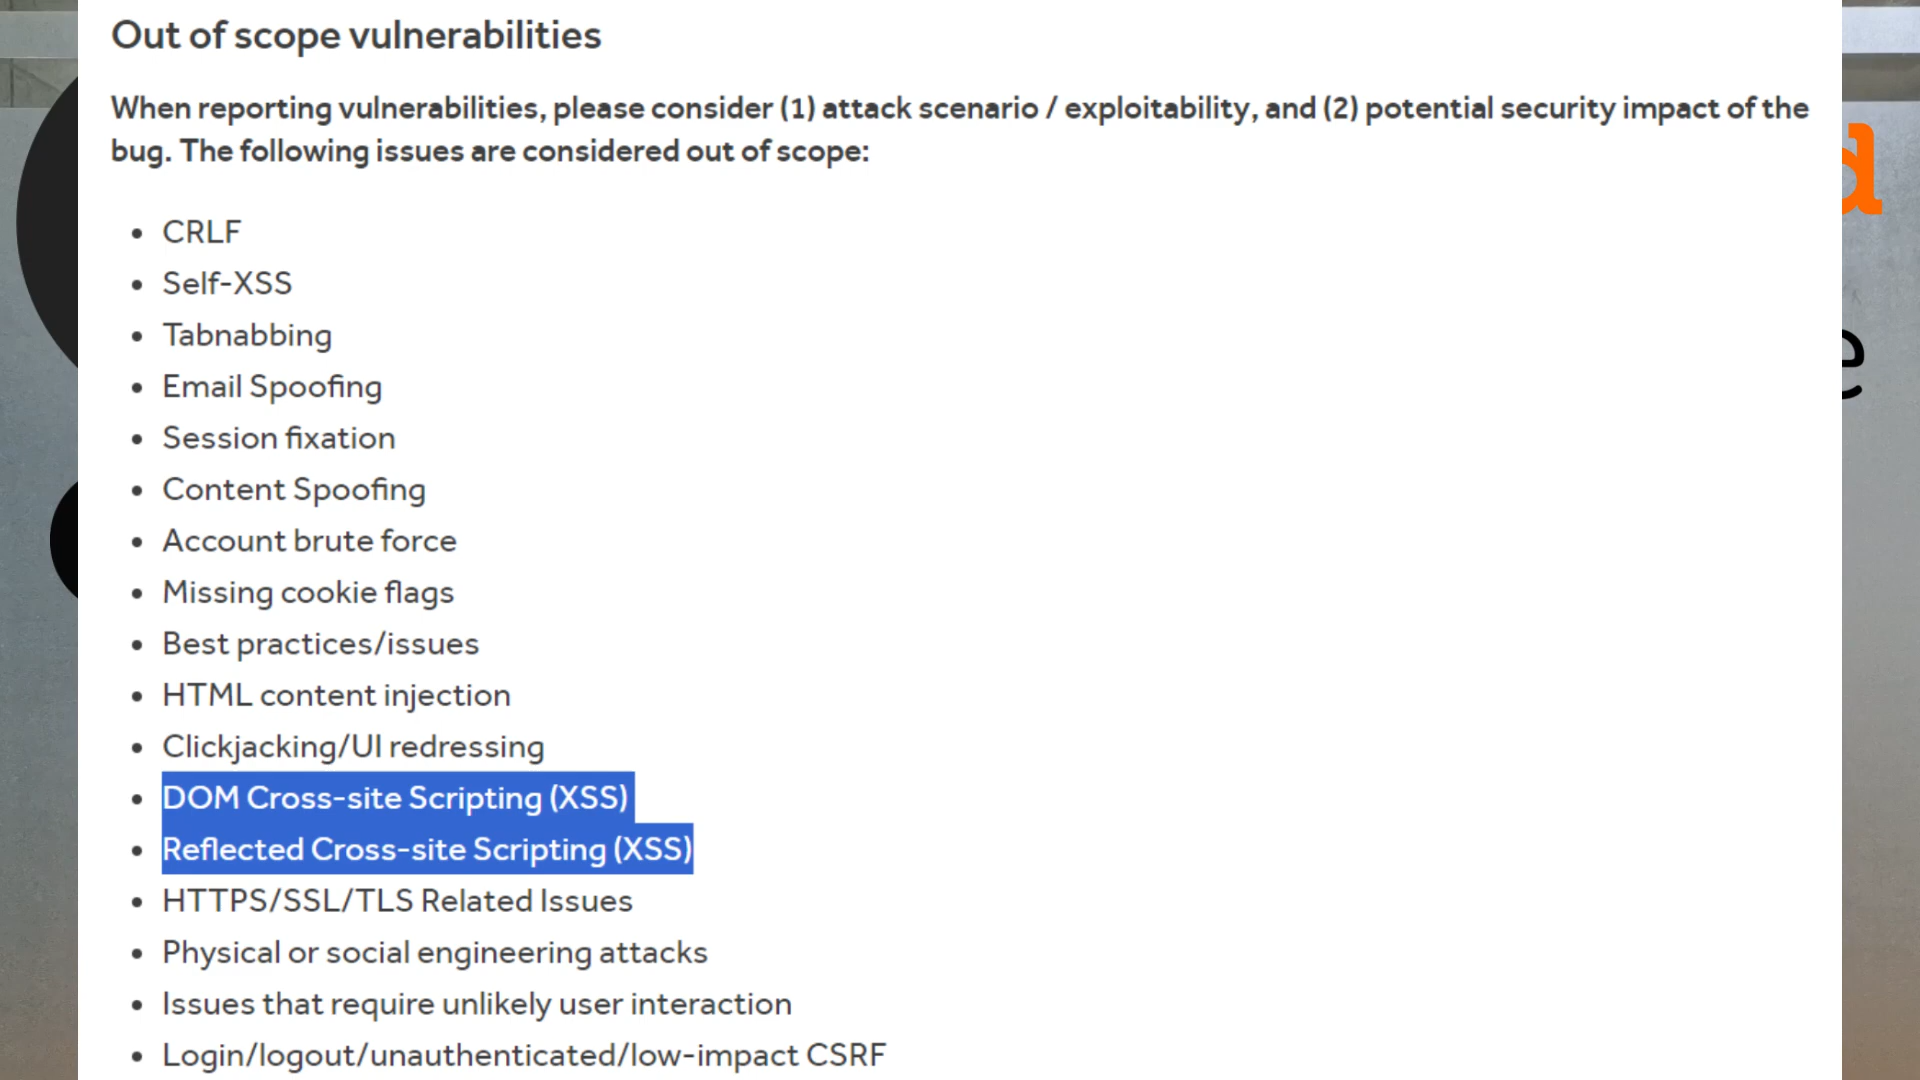 Out of scope vulnerabilities
When reporting vulnerabilities, please consider (1) attack scenario / exploitability, and (2) potential security impact of the
bug. The following issues are considered out of scope:
• CRLF
• Self-XSS
• Tabnabbing
• Email Spoofing
• Session fixation
• Content Spoofing
• Account brute force
• Missing cookie flags
• Best practices/issues
• HTML content injection
• Clickjacking/UI redressing
• DOM Cross-site Scripting (XSS)
• Reflected Cross-site Scripting (XSS)
• HTTPS/SSL/TLS Related Issues
• Physical or social engineering attacks
• Issues that require unlikely user interaction
• Login/logout/unauthenticated/low-impact CSRF
d
e